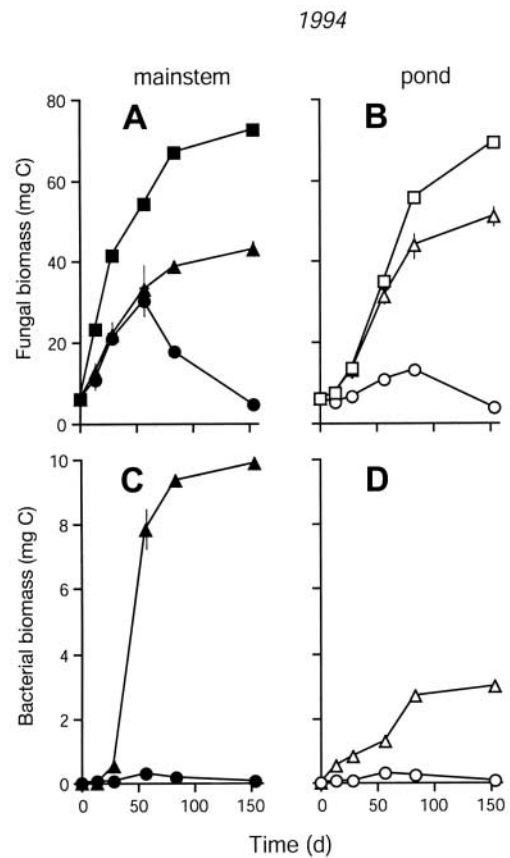 1994
mainstem
pond
A
B
80
60
40
20
0
Fungal biomass (mg C)
C
D
10
8
6
4
2
0
Bacterial biomass (mg C)
0 50 100 150
0 50 100 150
Time (d)